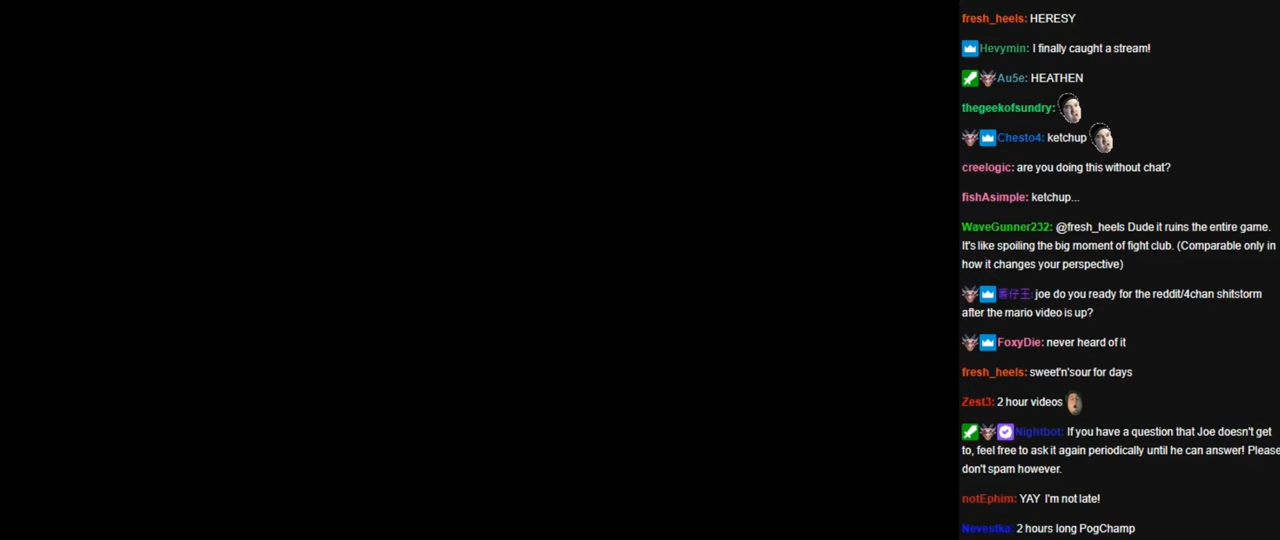 fresh_heels: HERESY
Hevymin: I finally caught a stream!
Au5e: HEATHEN
thegeekofsundry:
Chesto4: ketchup
creelogic: are you doing this without chat?
fishAsimple: ketchup...
WaveGunner232: @fresh_heels Dude it ruins the entire game.
It's like spoiling the big moment of fight club. (Comparable only in
how it changes your perspective)
薯仔王: joe do you ready for the reddit/4chan shitstorm
after the mario video is up?
FoxyDie: never heard of it
fresh_heels: sweet'n'sour for days
Zest3: 2 hour videos
Nightbot: If you have a question that Joe doesn't get
to, feel free to ask it again periodically until he can answer! Please
don't spam however.
notEphim: YAY I'm not late!
Nevestka: 2 hours long PogChamp